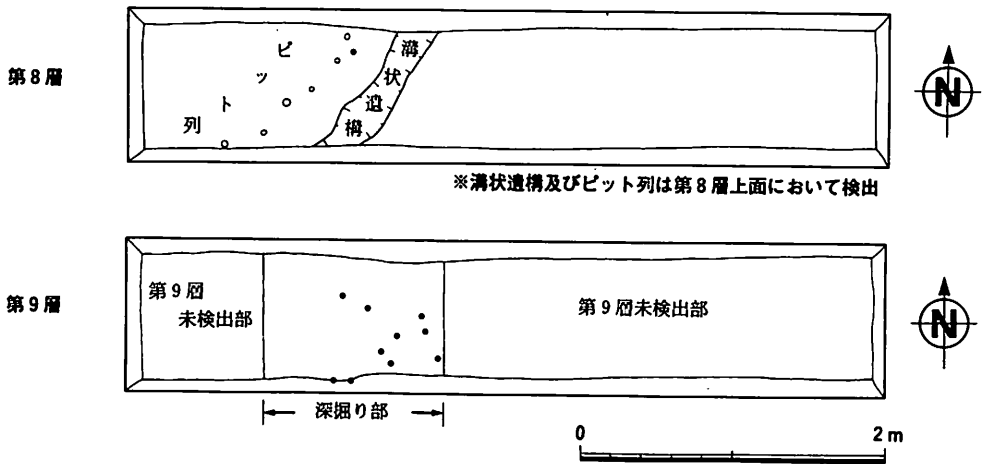 第8層
ピット列
溝状遺構
N
※溝状遺構及びピット列は第8層上面において検出
第9層
第9層
未検出部
第9層未検出部
N
深掘り部
0 2m